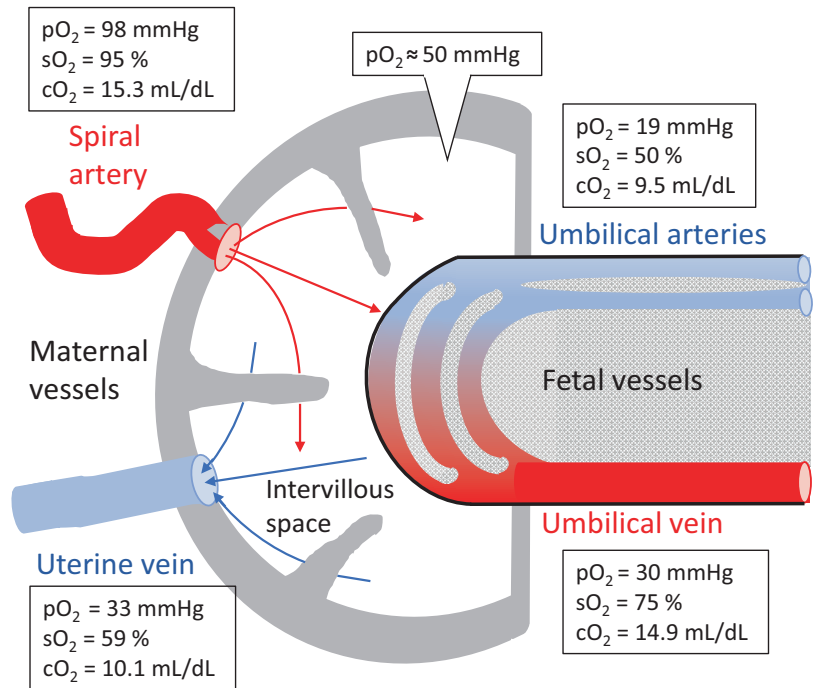 pO₂ = 98 mmHg
sO₂ = 95 %
cO₂ = 15.3 mL/dL
Spiral
artery
pO₂ ≈ 50 mmHg
pO₂ = 19 mmHg
sO₂ = 50 %
cO₂ = 9.5 mL/dL
Umbilical arteries
Maternal
vessels
Fetal vessels
Intervillous
space
Uterine vein
pO₂ = 33 mmHg
sO₂ = 59 %
cO₂ = 10.1 mL/dL
Umbilical vein
pO₂ = 30 mmHg
sO₂ = 75 %
cO₂ = 14.9 mL/dL